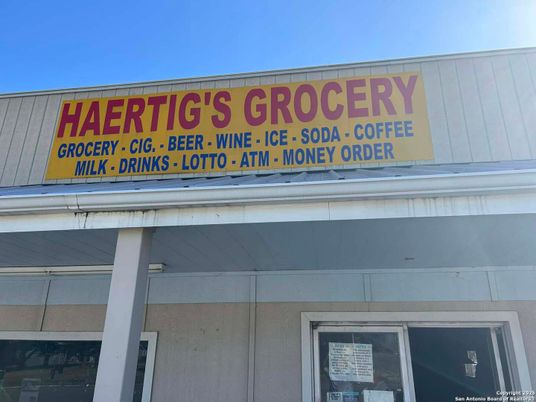 HAERTIG'S GROCERY
GROCERY - CIG. - BEER - WINE - ICE - SODA - COFFEE
MILK - DRINKS - LOTTO - ATM - MONEY ORDER
Copyright 2025
San Antonio Board of Realtors®